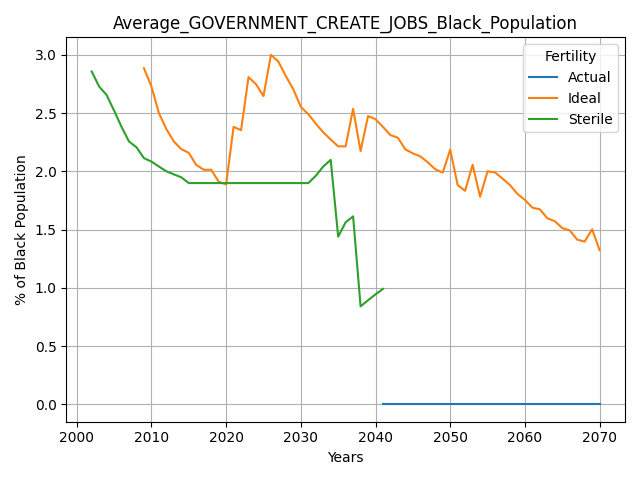 Average_GOVERNMENT_CREATE_JOBS_Black_Population
Fertility
Actual
Ideal
Sterile
% of Black Population
3.0
2.5
2.0
1.5
1.0
0.5
0.0
2000 2010 2020 2030 2040 2050 2060 2070
Years